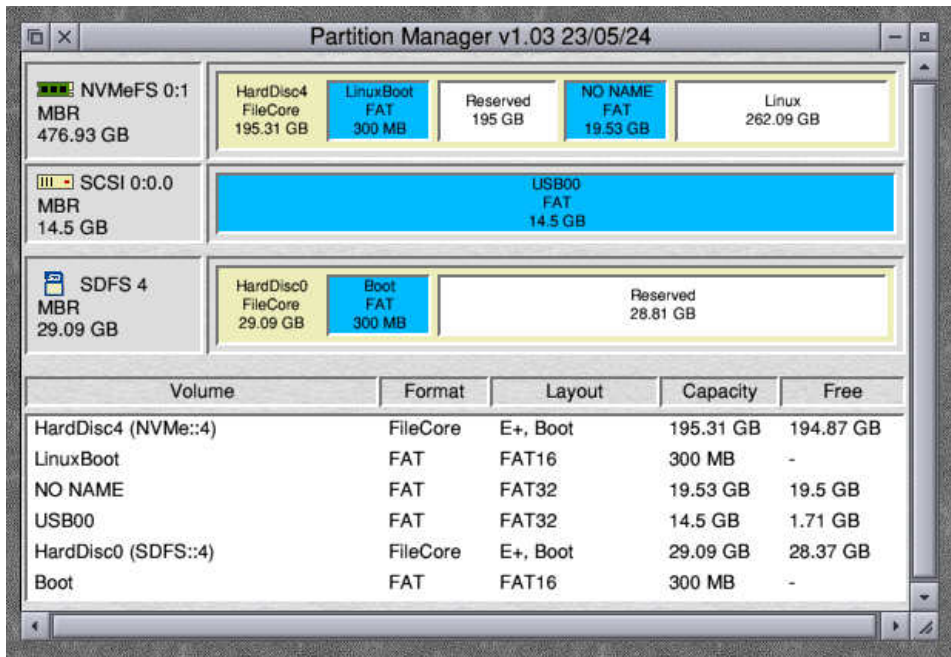 Partition Manager v1.03 23/05/24
NVMeFS 0:1
MBR
476.93 GB
HardDisc4
FileCore
195.31 GB
LinuxBoot
FAT
300 MB
Reserved
195 GB
NO NAME
FAT
19.53 GB
Linux
262.09 GB
SCSI 0:0.0
MBR
14.5 GB
USB00
FAT
14.5 GB
SDFS 4
MBR
29.09 GB
HardDisc0
FileCore
29.09 GB
Boot
FAT
300 MB
Reserved
28.81 GB
Volume Format Layout Capacity Free
HardDisc4 (NVMe::4) FileCore E+, Boot 195.31 GB 194.87 GB
LinuxBoot FAT FAT16 300 MB -
NO NAME FAT FAT32 19.53 GB 19.5 GB
USB00 FAT FAT32 14.5 GB 1.71 GB
HardDisc0 (SDFS::4) FileCore E+, Boot 29.09 GB 28.37 GB
Boot FAT FAT16 300 MB -